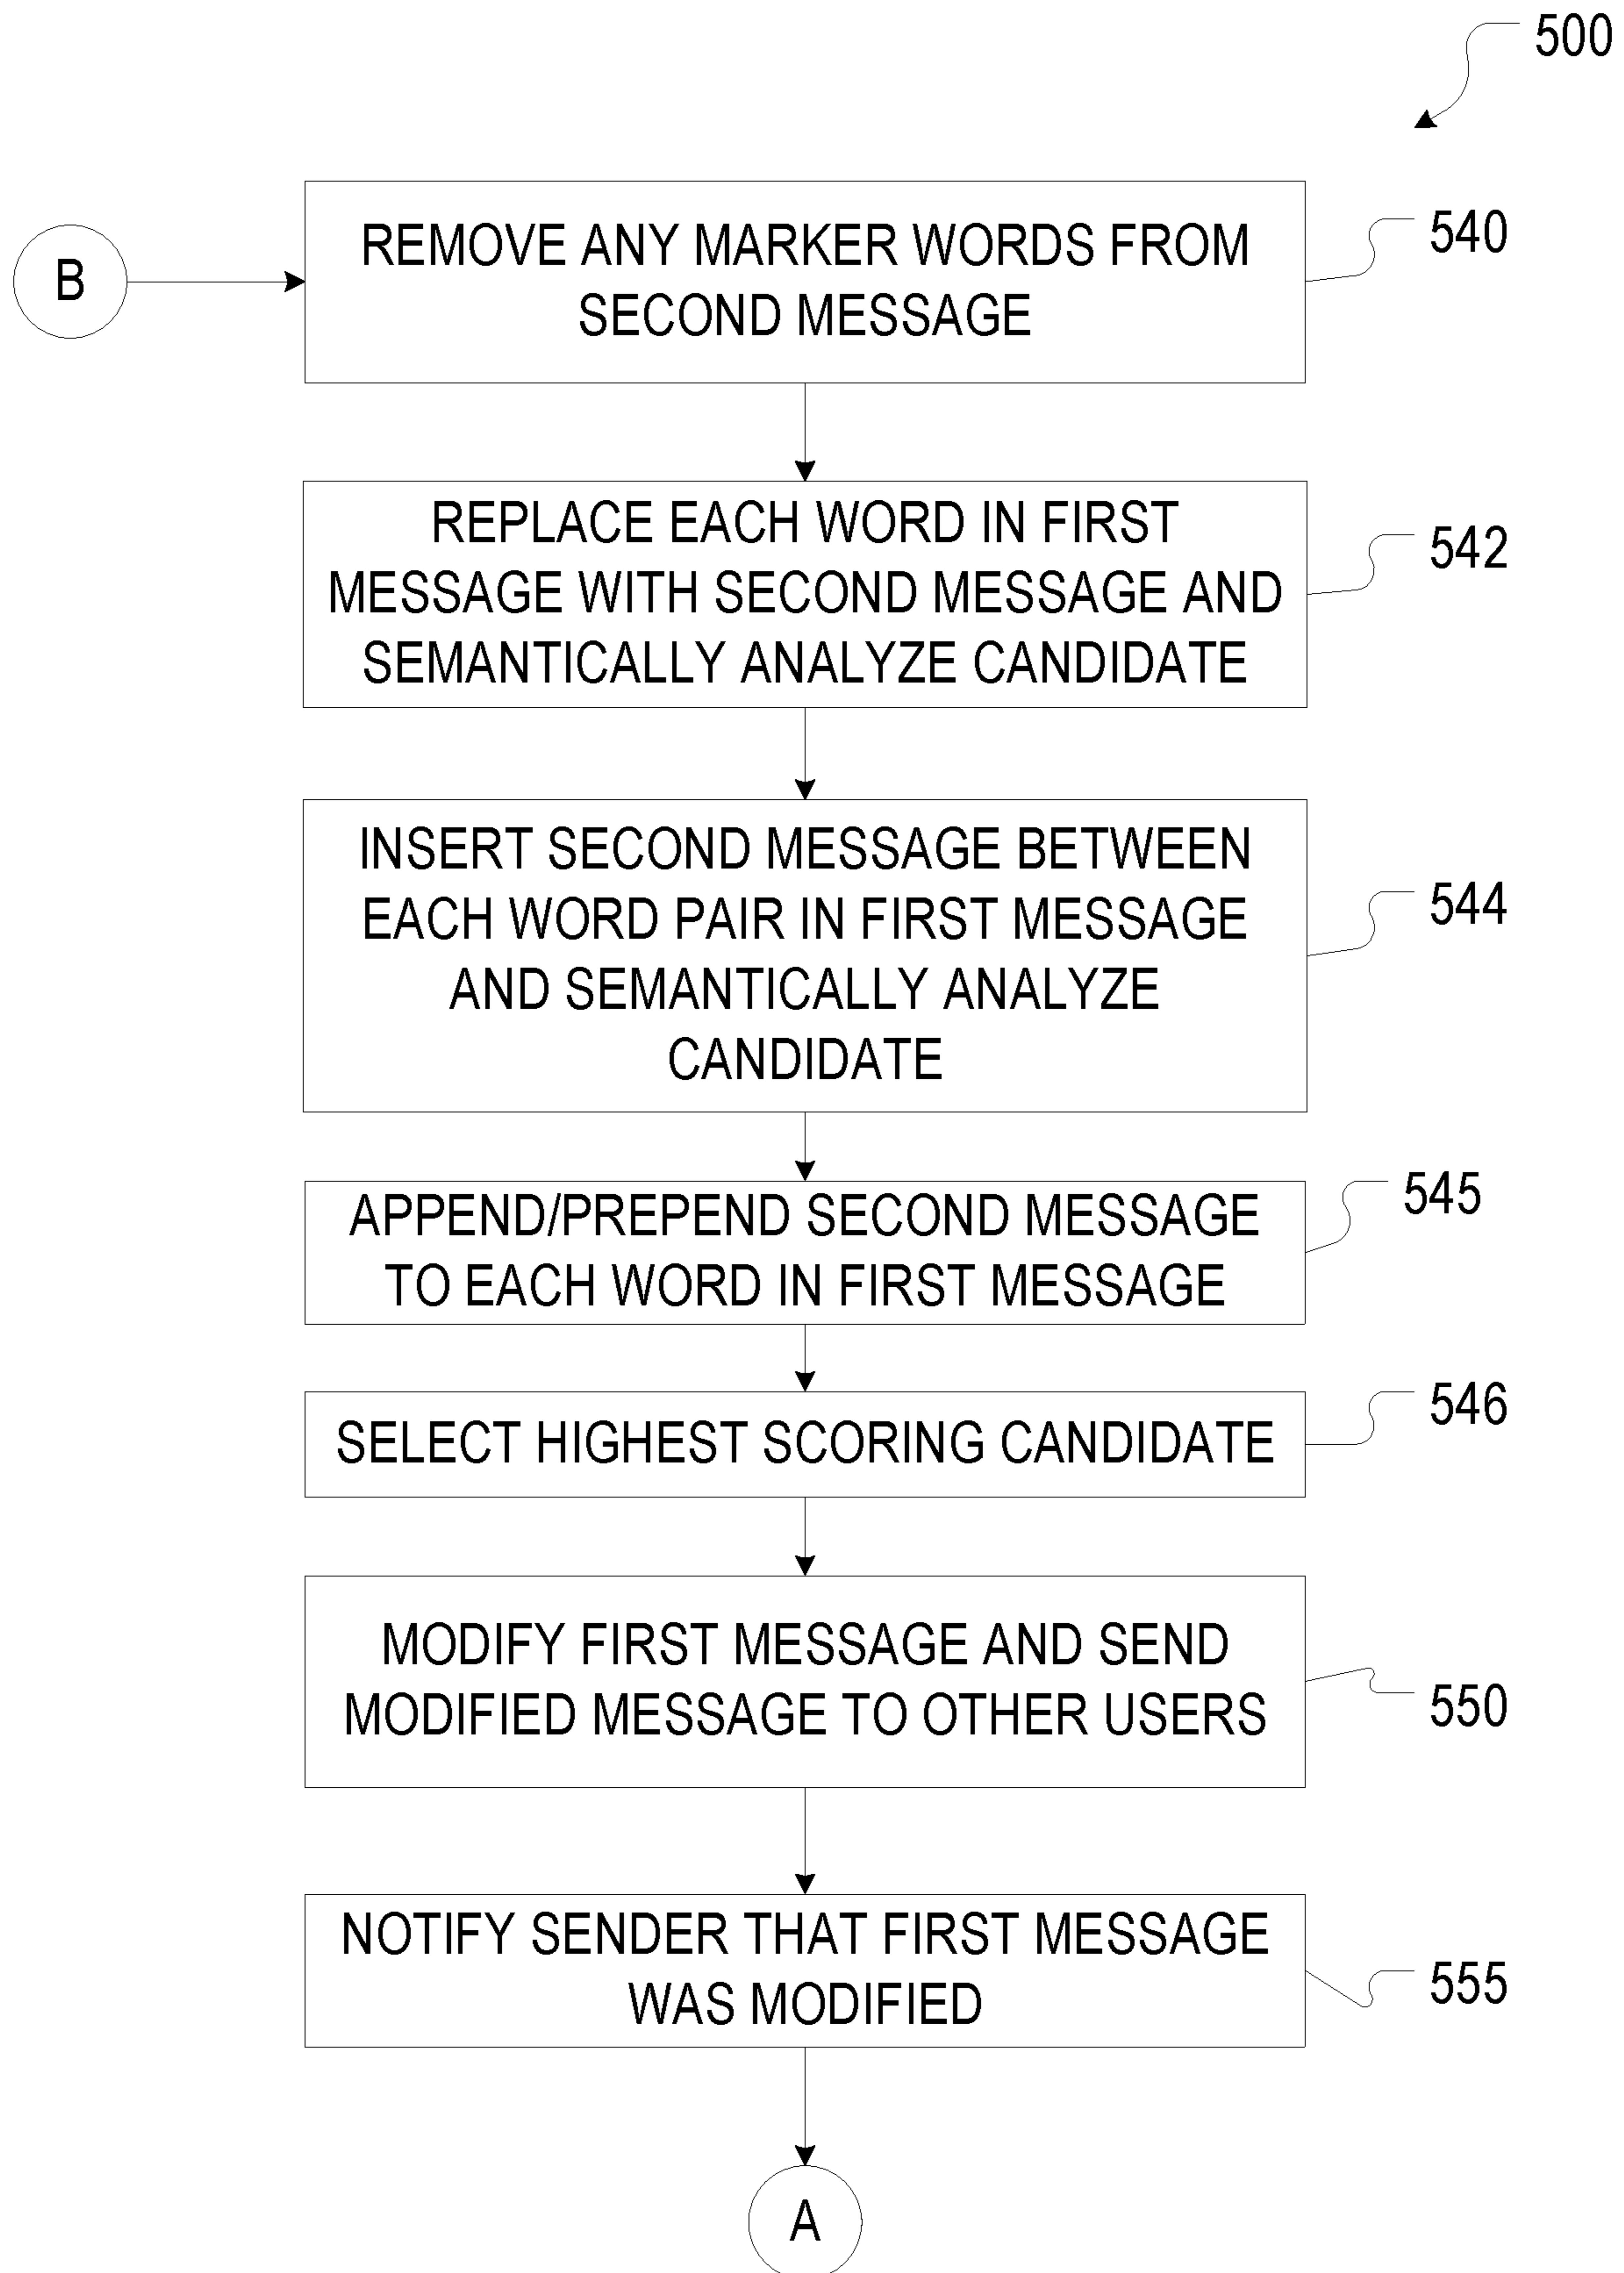 500
B
REMOVE ANY MARKER WORDS FROM
SECOND MESSAGE
540
REPLACE EACH WORD IN FIRST
MESSAGE WITH SECOND MESSAGE AND
SEMANTICALLY ANALYZE CANDIDATE
542
INSERT SECOND MESSAGE BETWEEN
EACH WORD PAIR IN FIRST MESSAGE
AND SEMANTICALLY ANALYZE
CANDIDATE
544
APPEND/PREPEND SECOND MESSAGE
TO EACH WORD IN FIRST MESSAGE
545
SELECT HIGHEST SCORING CANDIDATE
546
MODIFY FIRST MESSAGE AND SEND
MODIFIED MESSAGE TO OTHER USERS
550
NOTIFY SENDER THAT FIRST MESSAGE
WAS MODIFIED
555
A